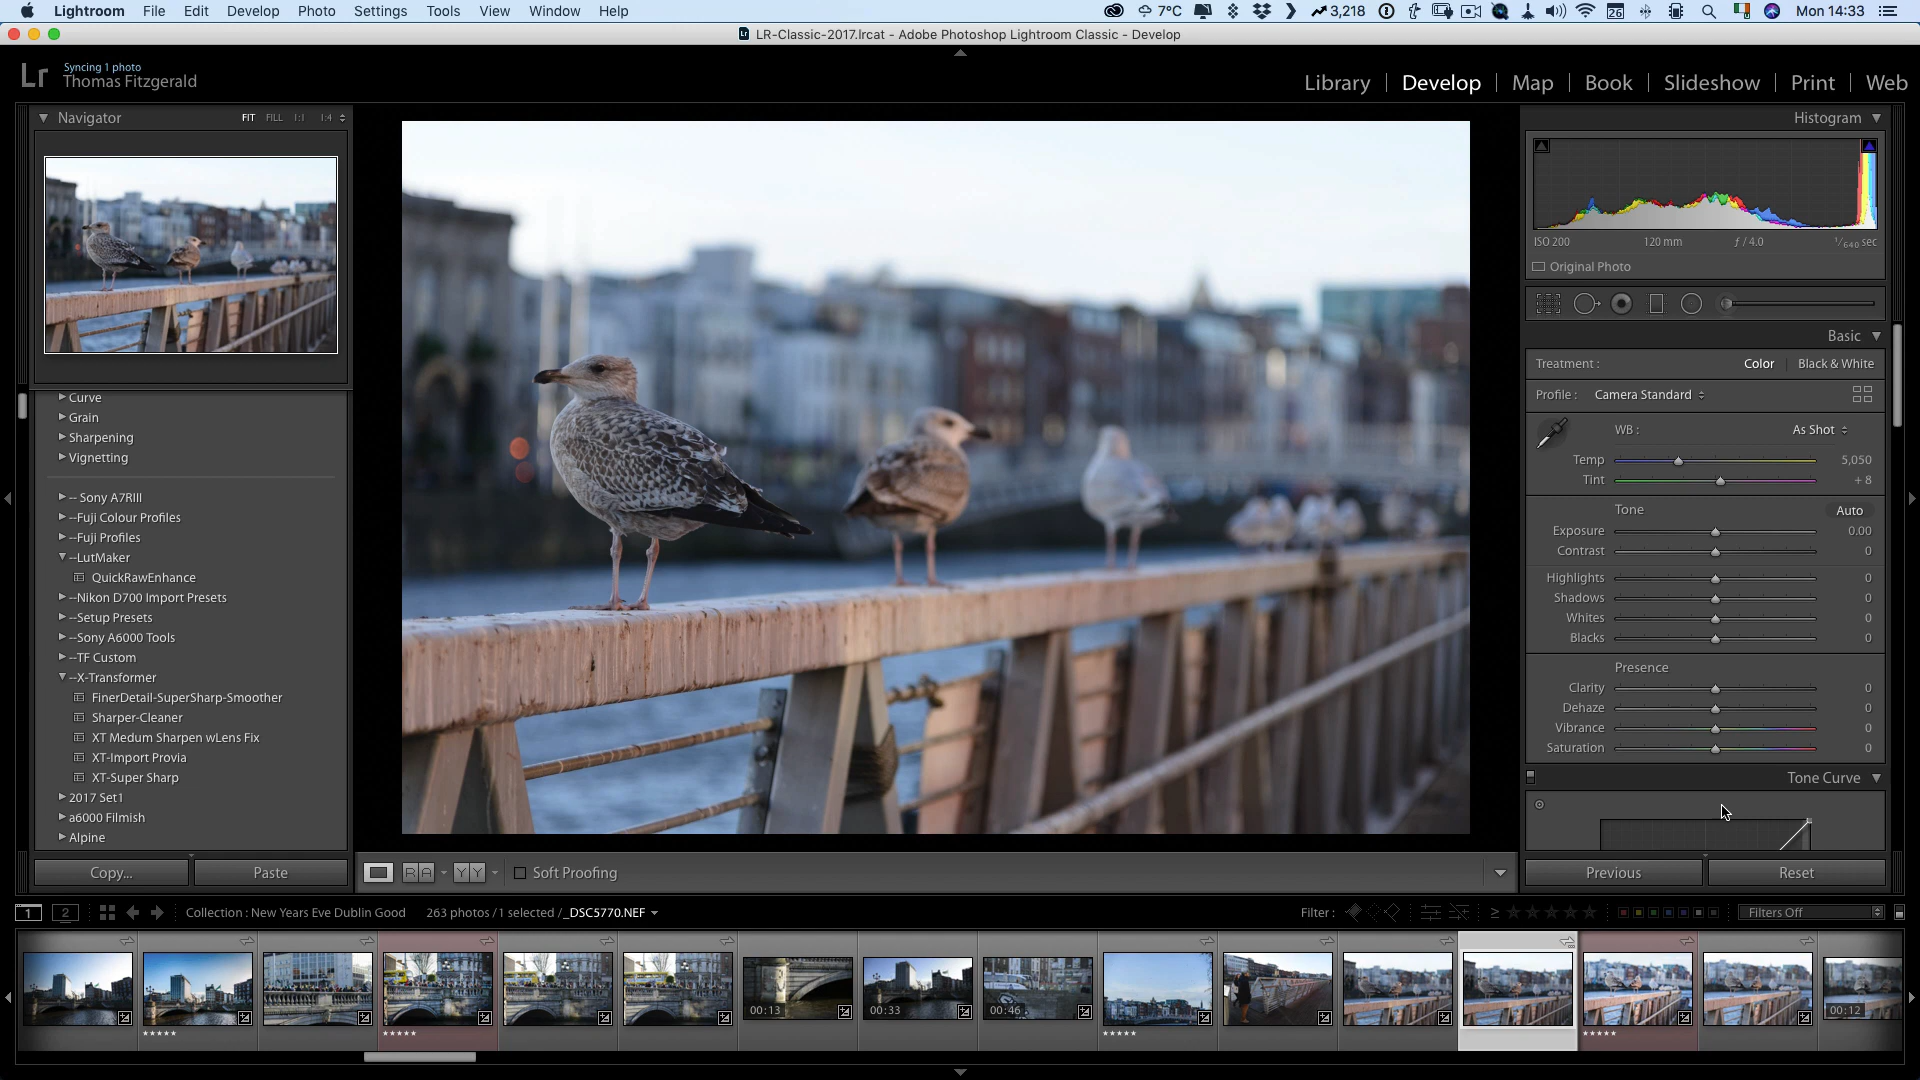 Lightroom File Edit Develop Photo Settings Tools View Window Help 7°C 3,218 26 Mon 14:33
LR-Classic-2017.lrcat - Adobe Photoshop Lightroom Classic - Develop
Lr Syncing 1 photo
Thomas Fitzgerald
Library Develop Map Book Slideshow Print Web
Navigator FIT FILL 1:1 1:4
Curve
Grain
Sharpening
Vignetting
-- Sony A7RIII
--Fuji Colour Profiles
--Fuji Profiles
--LutMaker
QuickRawEnhance
--Nikon D700 Import Presets
--Setup Presets
--Sony A6000 Tools
--TF Custom
--X-Transformer
FinerDetail-SuperSharp-Smoother
Sharper-Cleaner
XT Medum Sharpen wLens Fix
XT-Import Provia
XT-Super Sharp
2017 Set1
a6000 Filmish
Alpine
Copy... Paste
R A Y Y Soft Proofing
Histogram
ISO 200 120 mm ƒ / 4.0 1/640 sec
Original Photo
Basic
Treatment : Color Black & White
Profile : Camera Standard
WB : As Shot
Temp 5,050
Tint + 8
Tone Auto
Exposure 0.00
Contrast 0
Highlights 0
Shadows 0
Whites 0
Blacks 0
Presence
Clarity 0
Dehaze 0
Vibrance 0
Saturation 0
Tone Curve
Previous Reset
1 2 Collection : New Years Eve Dublin Good 263 photos / 1 selected / _DSC5770.NEF Filter : ≥ Filters Off
00:13 00:33 00:46 00:12